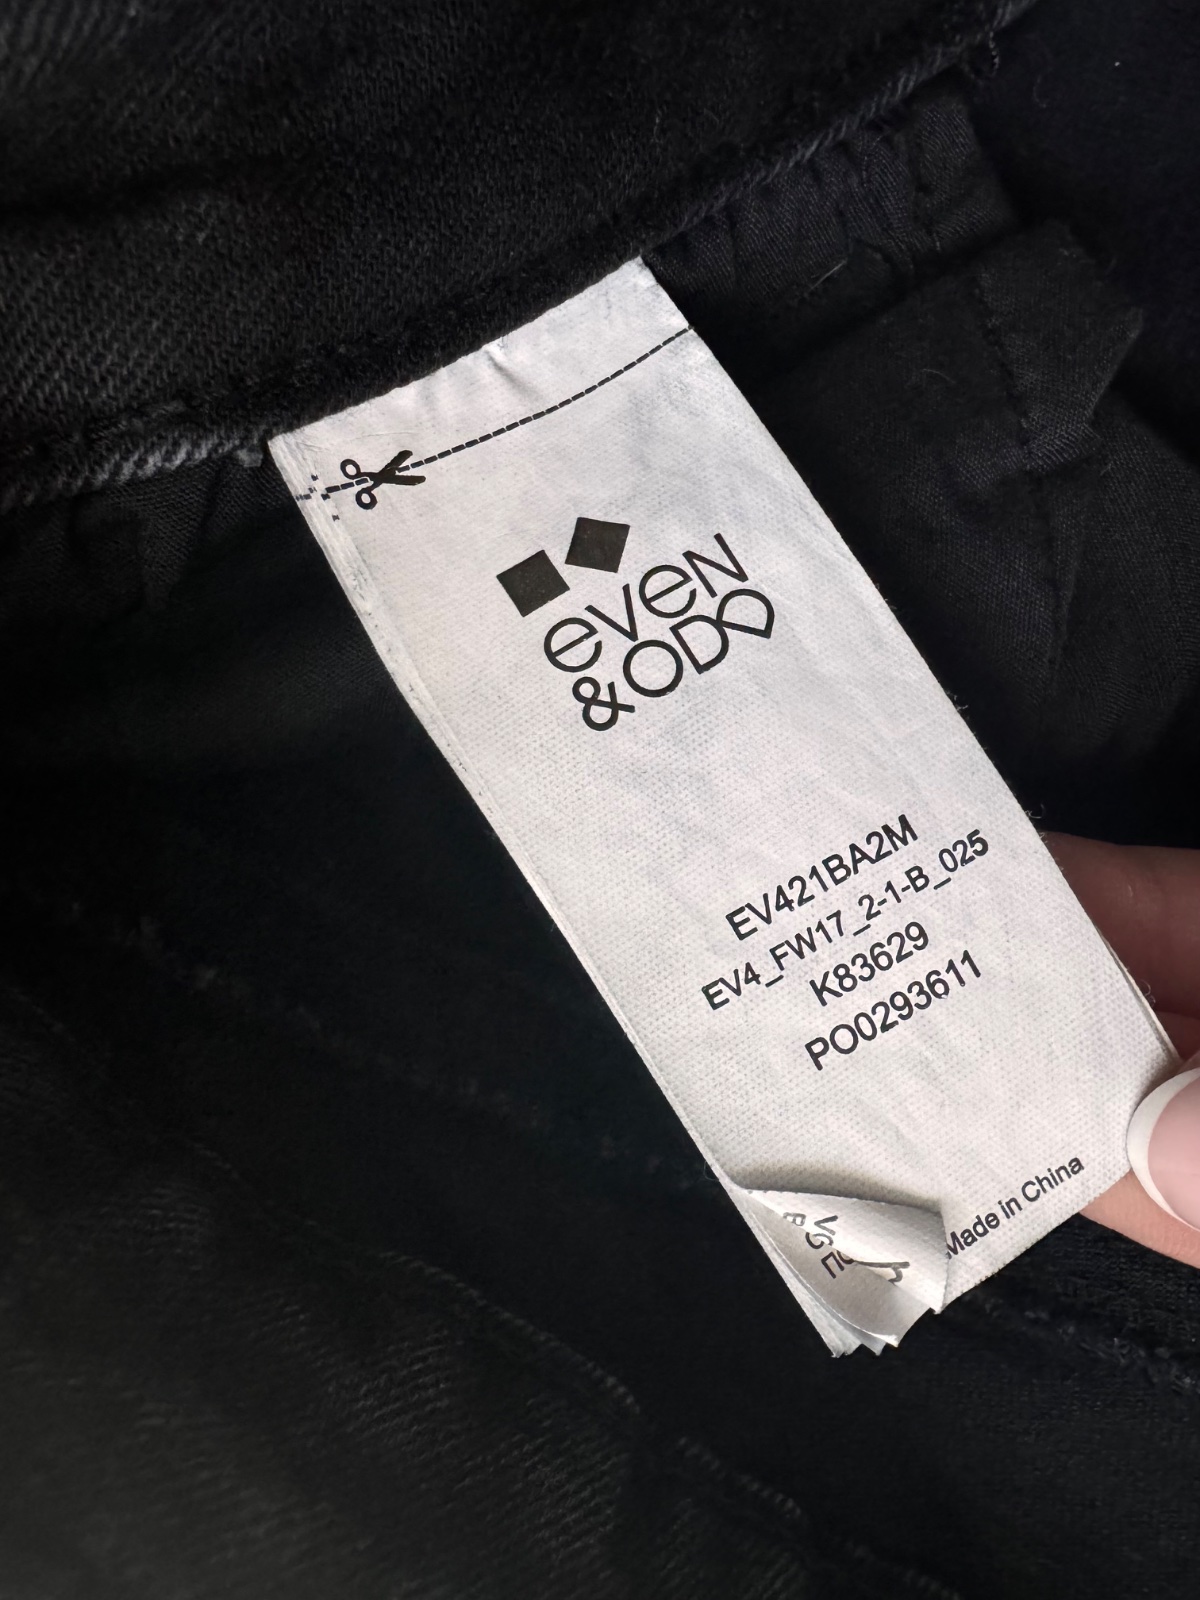 even
&ODD
EV421BA2M
EV4_FW17_2-1-B_025
K83629
PO0293611
Made in China